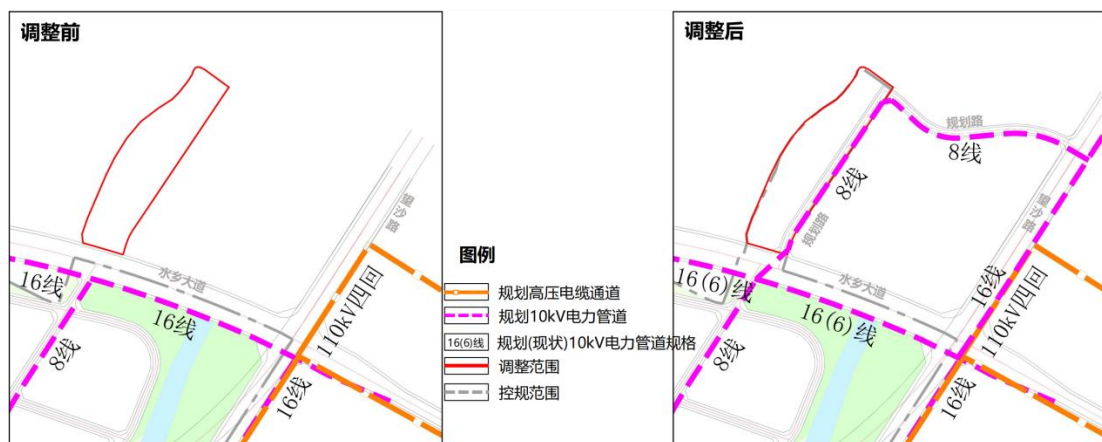 调整前
水乡大道
望沙路
16线
16线
8线
110kV四回
16线
图例
规划高压电缆通道
规划10kV电力管道
16(6)线 规划(现状)10kV电力管道规格
调整范围
控规范围
调整后
规划路
8线
8线
规划路
望沙路
水乡大道
16(6)线
16线
16(6)线
110kV四回
8线
16线